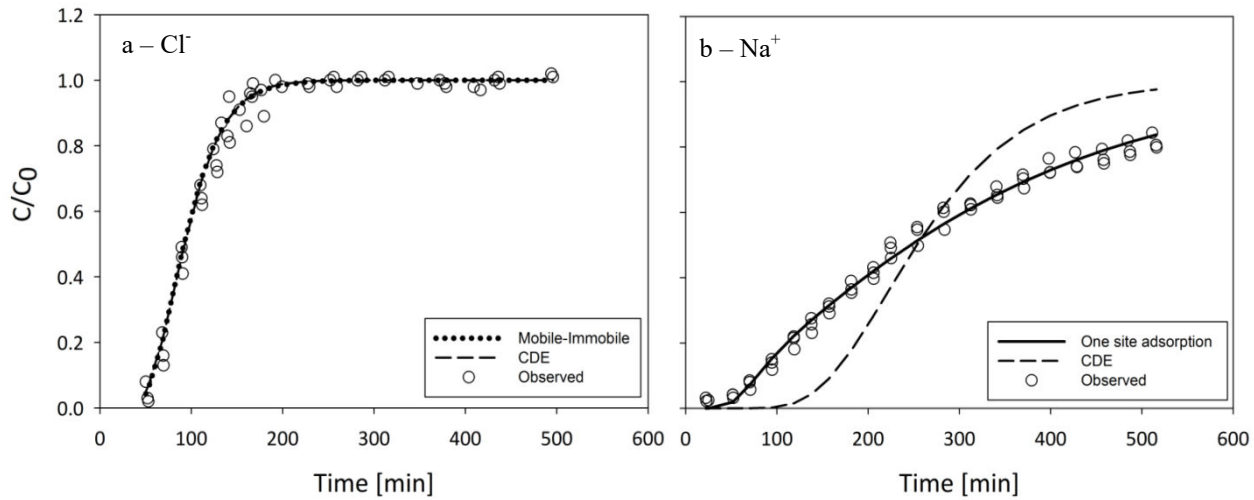 1.2
1.0
0.8
0.6
0.4
0.2
0.0
C/C₀
a – Cl⁻
Mobile-Immobile
CDE
Observed
0 100 200 300 400 500 600
Time [min]
b – Na⁺
One site adsorption
CDE
Observed
0 100 200 300 400 500 600
Time [min]